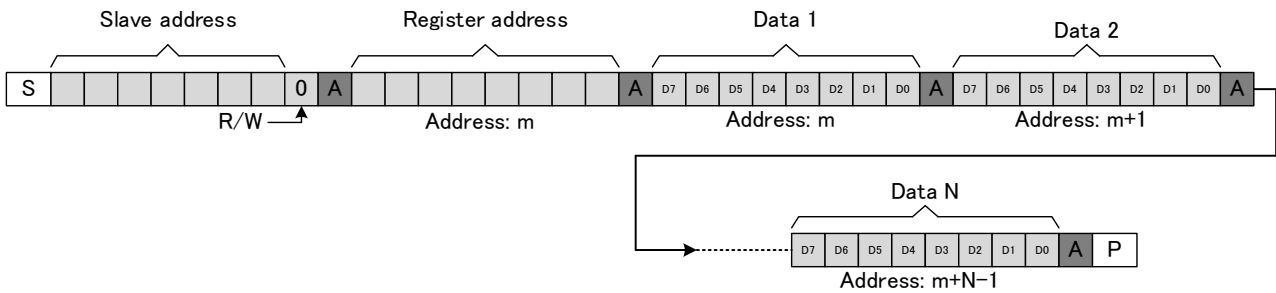 Slave address Register address Data 1 Data 2
S 0 A A D7 D6 D5 D4 D3 D2 D1 D0 A D7 D6 D5 D4 D3 D2 D1 D0 A
R/W Address: m Address: m Address: m+1
Data N
D7 D6 D5 D4 D3 D2 D1 D0 A P
Address: m+N-1